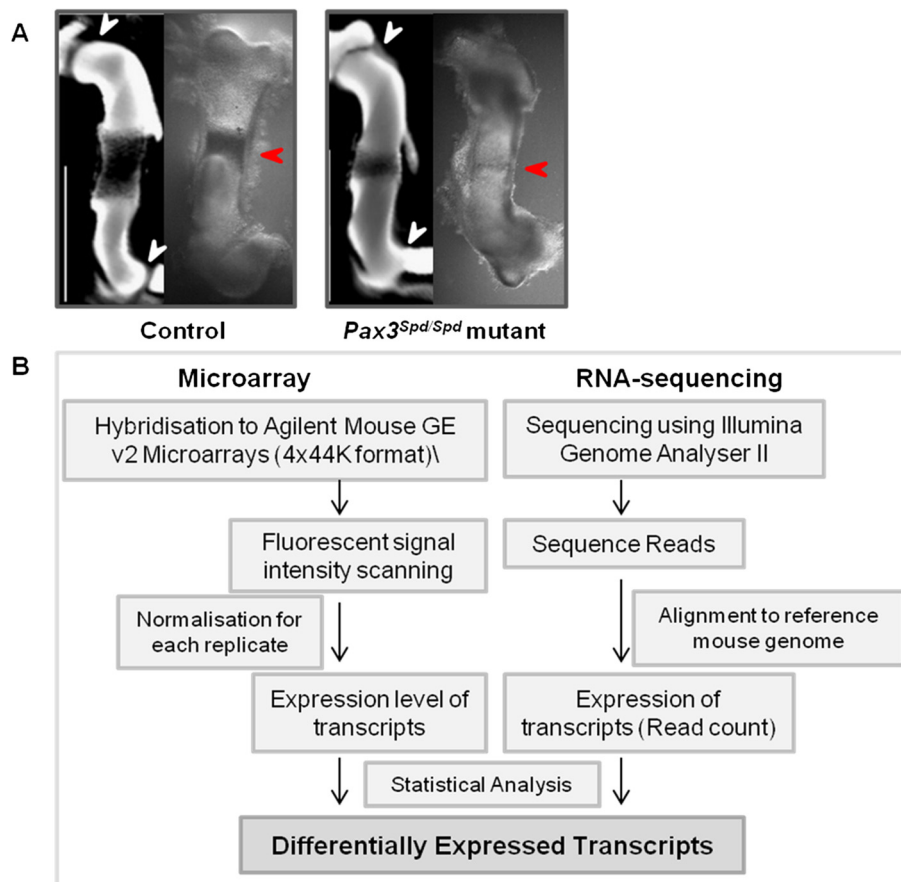 A
Control
Pax3Spd/Spd mutant
B
Microarray
RNA-sequencing
Hybridisation to Agilent Mouse GE
v2 Microarrays (4x44K format)\
Sequencing using Illumina
Genome Analyser II
Fluorescent signal
intensity scanning
Sequence Reads
Normalisation for
each replicate
Alignment to reference
mouse genome
Expression level of
transcripts
Expression of
transcripts (Read count)
Statistical Analysis
Differentially Expressed Transcripts